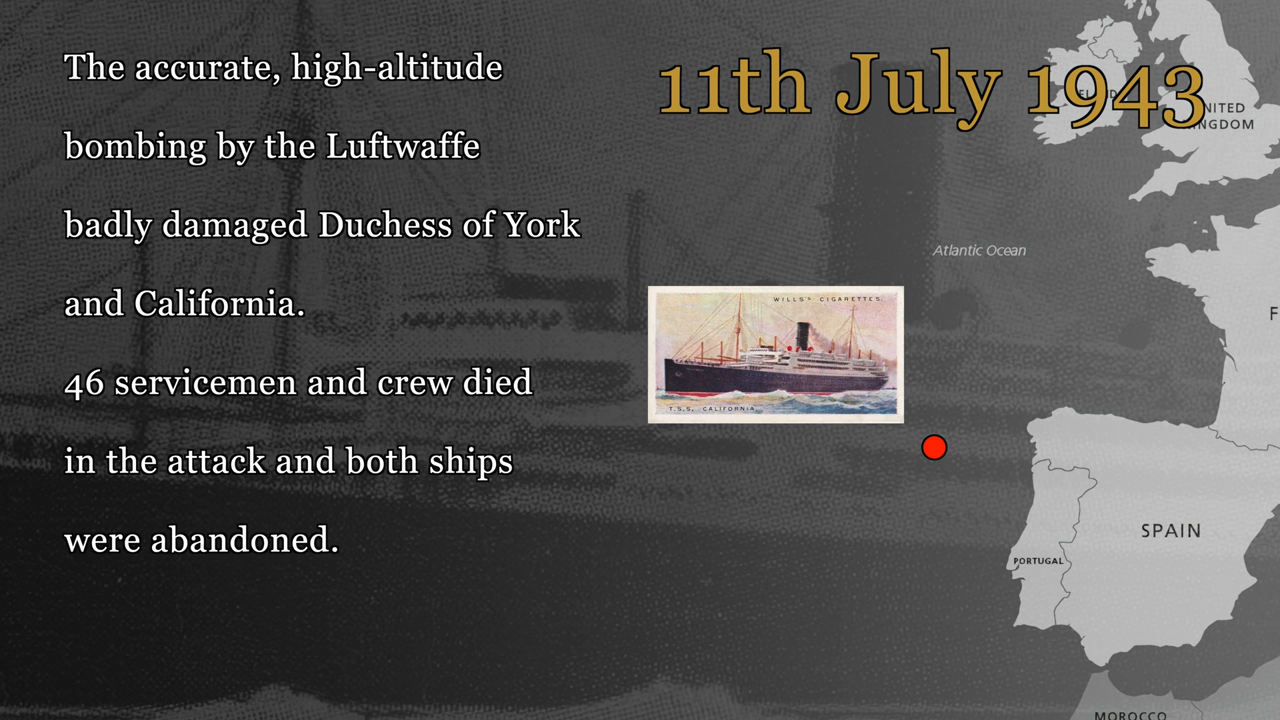 The accurate, high-altitude
bombing by the Luftwaffe
badly damaged Duchess of York
and California.
46 servicemen and crew died
in the attack and both ships
were abandoned.
11th July 1943
UNITED
KINGDOM
Atlantic Ocean
WILLS'S CIGARETTES.
T.S.S. CALIFORNIA.
F
SPAIN
PORTUGAL
MOROCCO